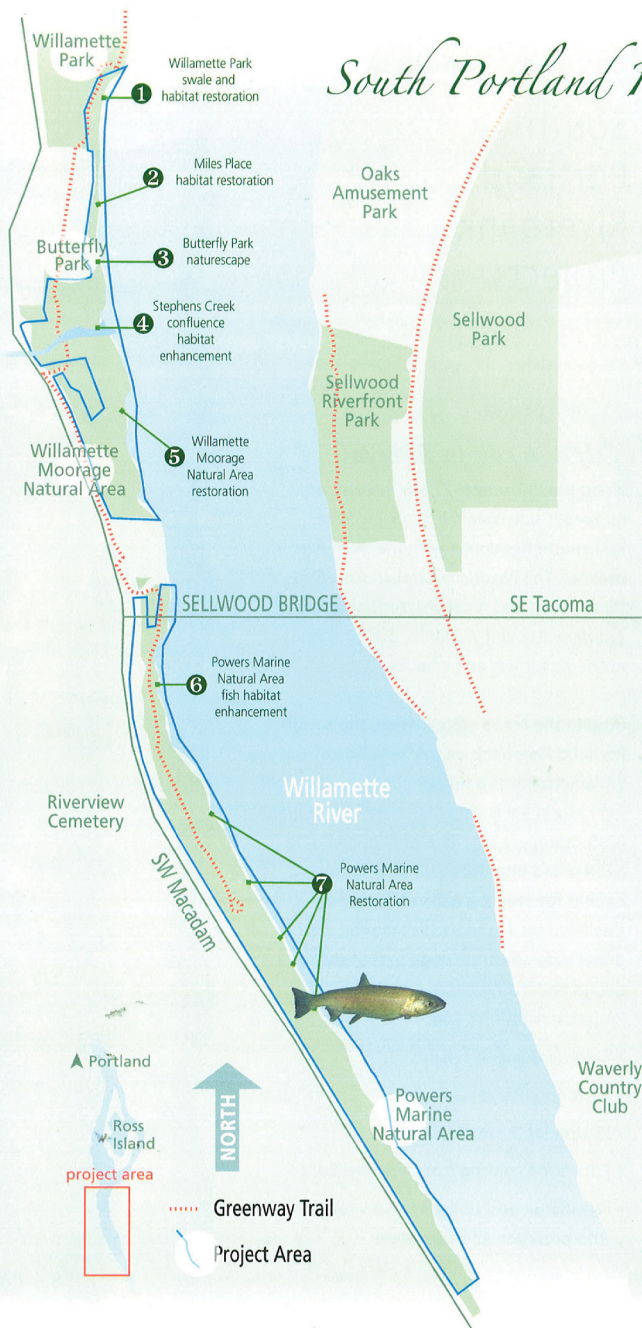 South Portland
Willamette
Park
1
Willamette Park
swale and
habitat restoration
2
Miles Place
habitat restoration
Oaks
Amusement
Park
Butterfly
Park
3
Butterfly Park
naturescape
4
Stephens Creek
confluence
habitat
enhancement
Sellwood
Park
Sellwood
Riverfront
Park
5
Willamette
Moorage
Natural Area
restoration
Willamette
Moorage
Natural Area
SELLWOOD BRIDGE
SE Tacoma
6
Powers Marine
Natural Area
fish habitat
enhancement
Willamette
River
Riverview
Cemetery
SW Macadam
7
Powers Marine
Natural Area
Restoration
Portland
Ross
Island
project area
NORTH
Powers
Marine
Natural Area
Waverly
Country
Club
Greenway Trail
Project Area